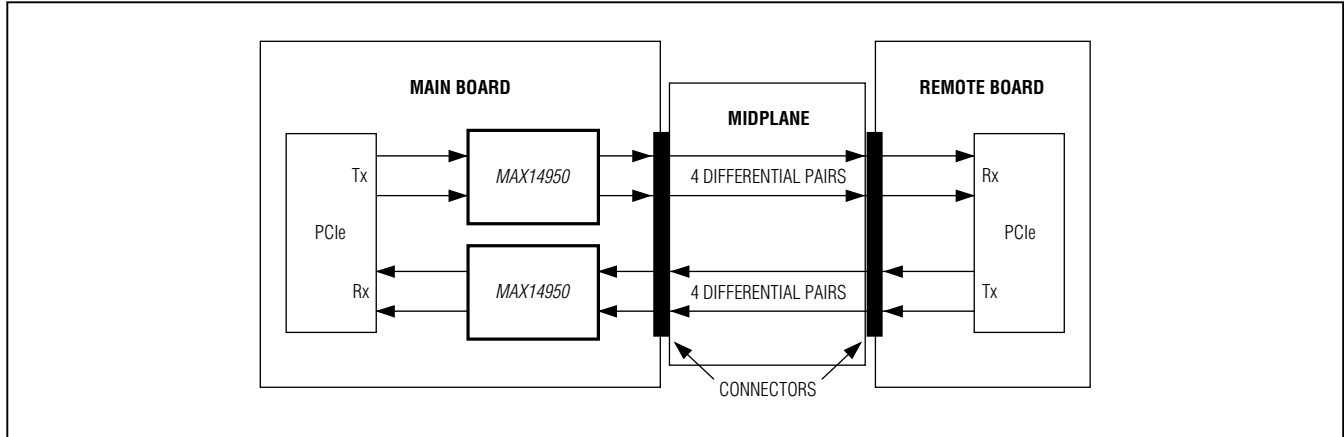 MAIN BOARD
MIDPLANE
REMOTE BOARD
Tx
MAX14950
4 DIFFERENTIAL PAIRS
Rx
PCIe
PCIe
Rx
MAX14950
4 DIFFERENTIAL PAIRS
Tx
CONNECTORS